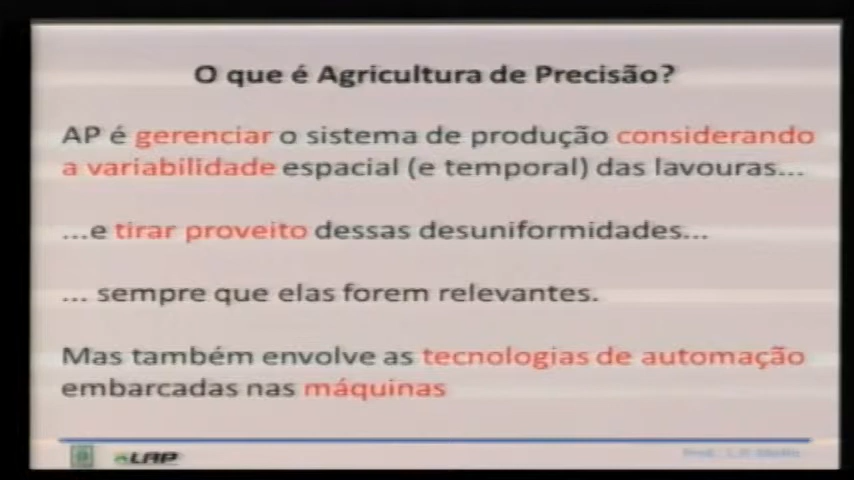 O que é Agricultura de Precisão?
AP é gerenciar o sistema de produção considerando
a variabilidade espacial (e temporal) das lavouras...
...e tirar proveito dessas desuniformidades...
... sempre que elas forem relevantes.
Mas também envolve as tecnologias de automação
embarcadas nas máquinas
LAP
Prof.